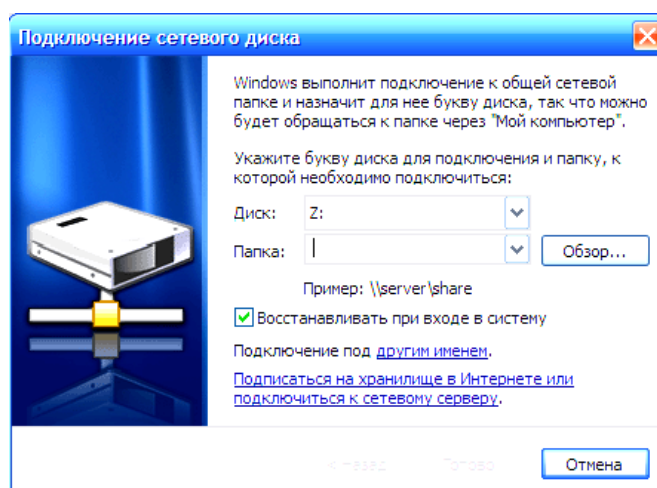 Подключение сетевого диска
Windows выполнит подключение к общей сетевой
папке и назначит для нее букву диска, так что можно
будет обращаться к папке через "Мой компьютер".
Укажите букву диска для подключения и папку, к
которой необходимо подключиться:
Диск: Z:
Папка: Обзор...
Пример: \\server\share
Восстанавливать при входе в систему
Подключение под другим именем.
Подписаться на хранилище в Интернете или
подключиться к сетевому серверу.
< Назад Готово Отмена